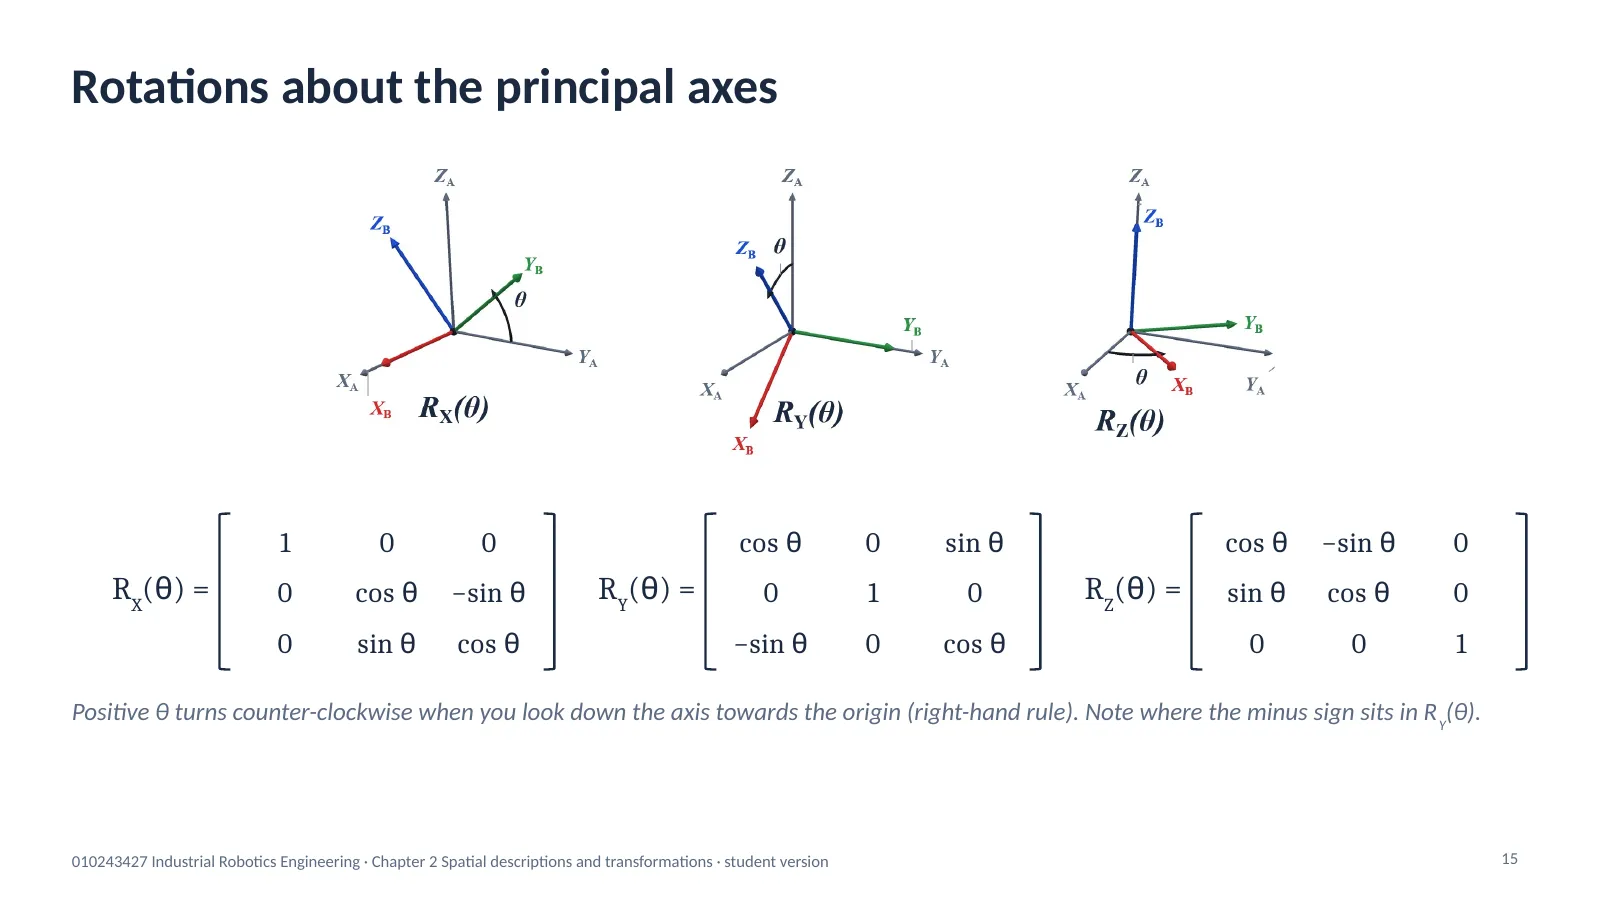 Rotations about the principal axes
Z_A Z_B Y_B θ Y_A X_A X_B R_X(θ)
Z_A Z_B θ Y_B Y_A X_A X_B R_Y(θ)
Z_A Z_B Y_B Y_A X_A θ X_B R_Z(θ)
R_X(θ) =
1 0 0
0 cos θ −sin θ
0 sin θ cos θ
R_Y(θ) =
cos θ 0 sin θ
0 1 0
−sin θ 0 cos θ
R_Z(θ) =
cos θ −sin θ 0
sin θ cos θ 0
0 0 1
Positive θ turns counter-clockwise when you look down the axis towards the origin (right-hand rule). Note where the minus sign sits in R_Y(θ).
010243427 Industrial Robotics Engineering · Chapter 2 Spatial descriptions and transformations · student version
15